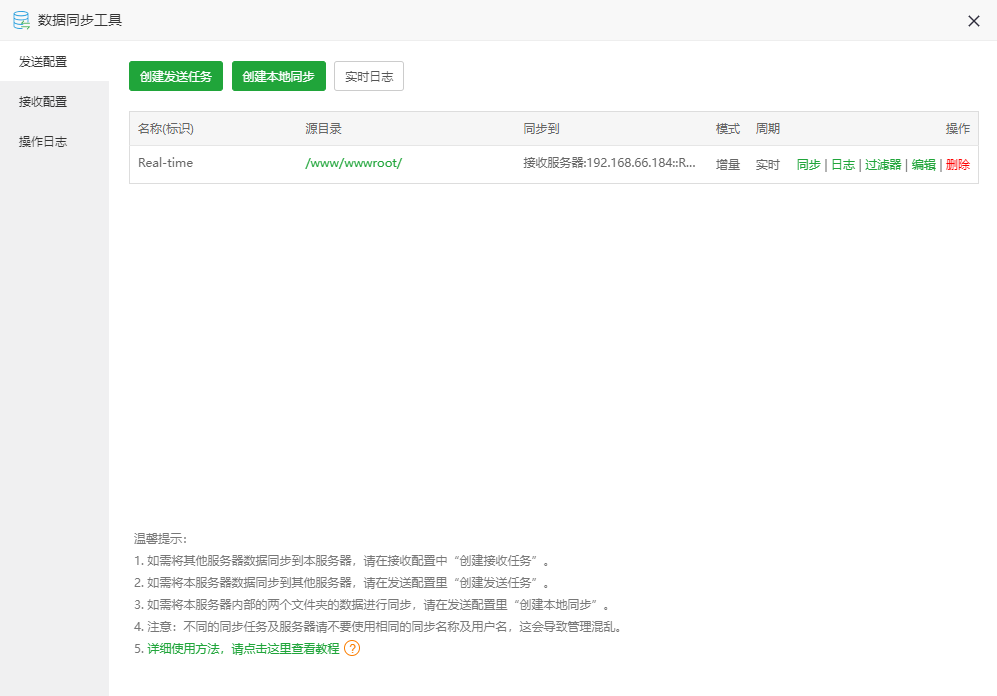 数据同步工具
发送配置
接收配置
操作日志
创建发送任务 创建本地同步 实时日志
名称(标识) 源目录 同步到 模式 周期 操作
Real-time /www/wwwroot/ 接收服务器:192.168.66.184::R... 增量 实时 同步 | 日志 | 过滤器 | 编辑 | 删除
温馨提示：
1. 如需将其他服务器数据同步到本服务器，请在接收配置中“创建接收任务”。
2. 如需将本服务器数据同步到其他服务器，请在发送配置里“创建发送任务”。
3. 如需将本服务器内部的两个文件夹的数据进行同步，请在发送配置里“创建本地同步”。
4. 注意：不同的同步任务及服务器请不要使用相同的同步名称及用户名，这会导致管理混乱。
5. 详细使用方法，请点击这里查看教程 ?